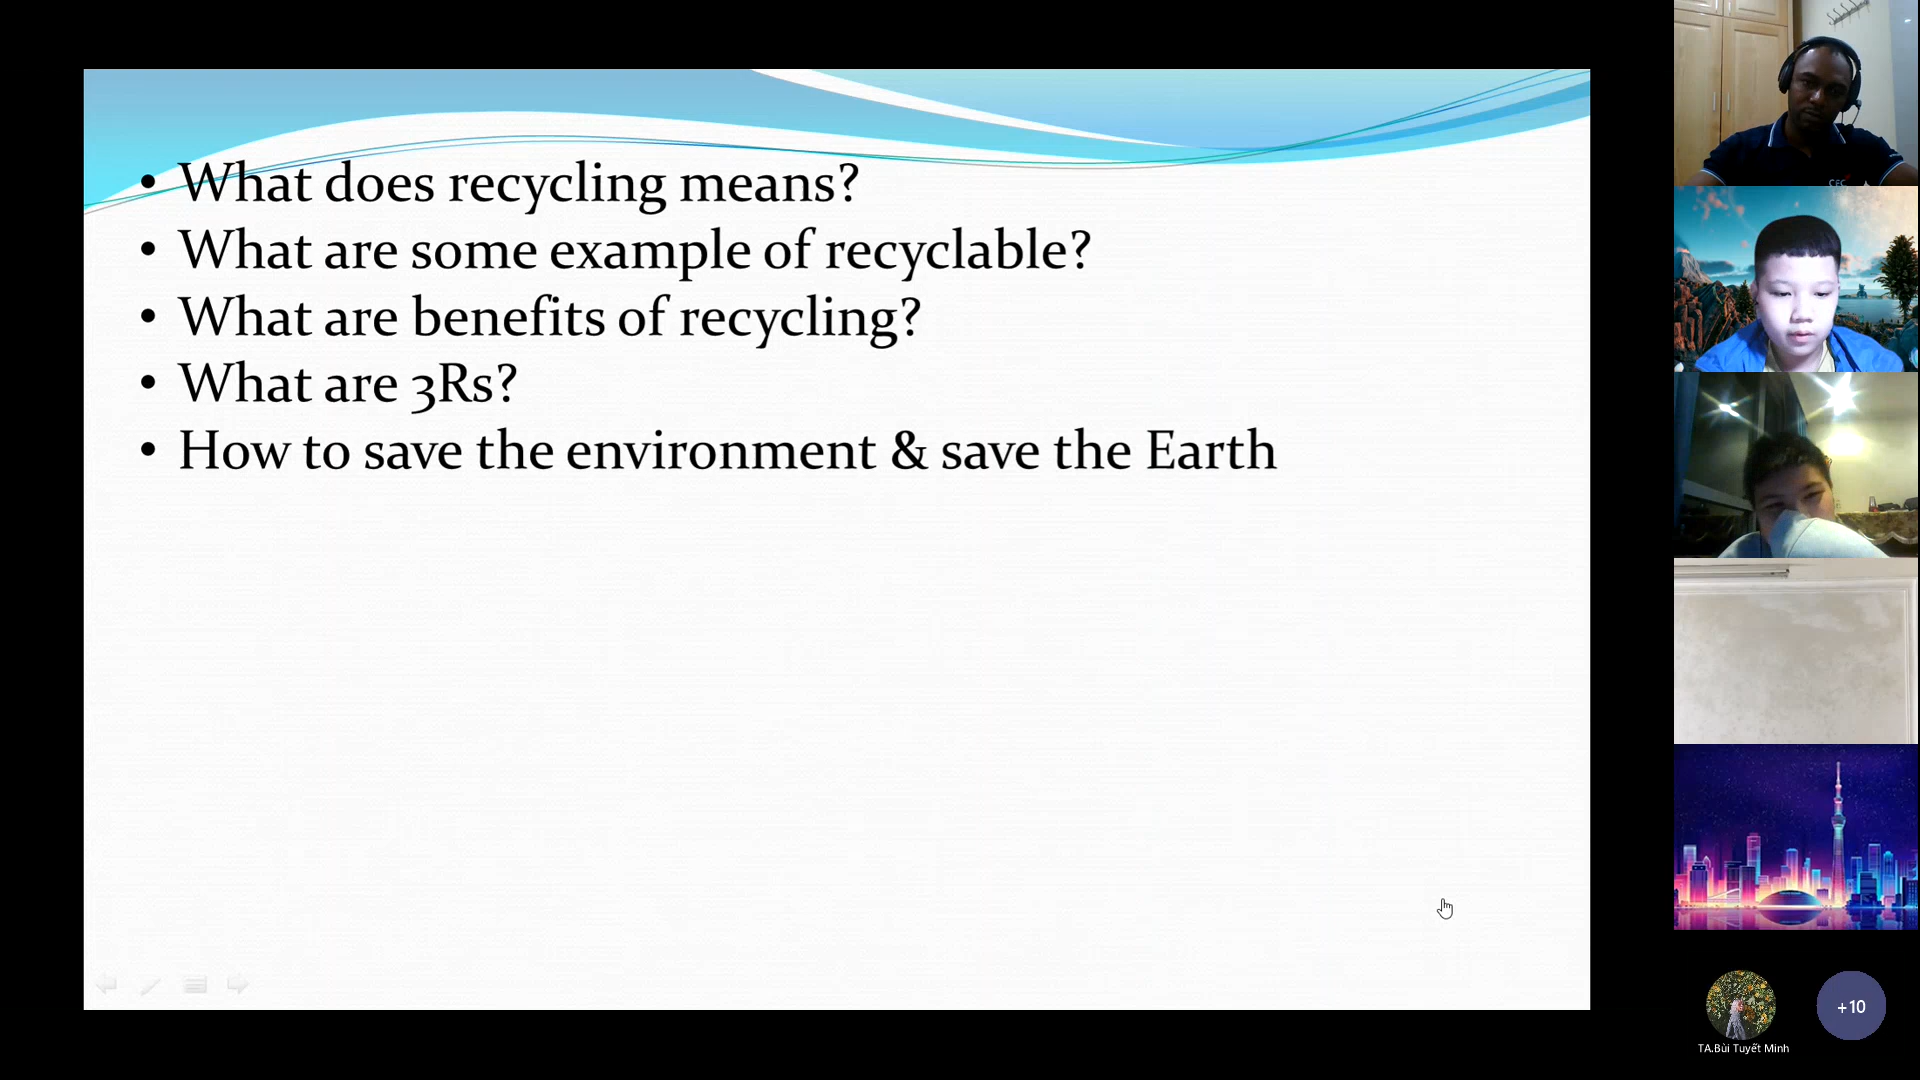 • What does recycling means?
• What are some example of recyclable?
• What are benefits of recycling?
• What are 3Rs?
• How to save the environment & save the Earth
CFC
+10
TA.Bùi Tuyết Minh